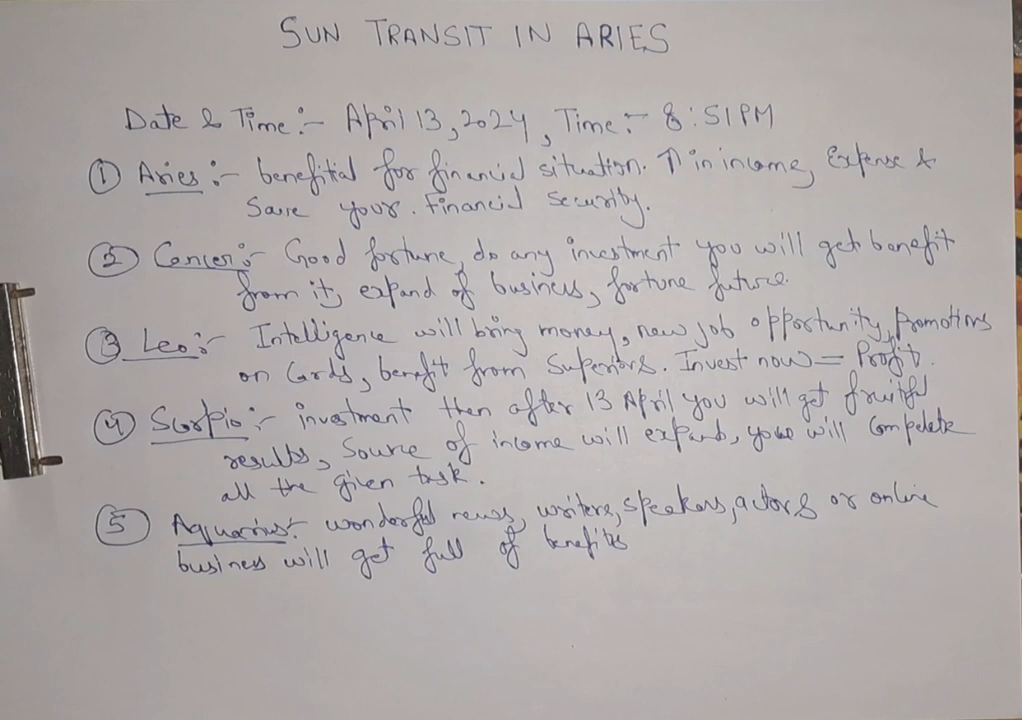 SUN TRANSIT IN ARIES
Date & Time:- April 13, 2024, Time:- 8:51PM
① Aries:- benefitial for financial situation. ↑ in income, Expense &
Save your. Financial Security.
② Cancer:- Good fortune, do any investment you will get benefit
from it, expand of business, fortune future.
③ Leo:- Intelligence will bring money, new job opportunity, promotions
on Cards, benefit from Superiors. Invest now = Profit.
④ Scorpio:- investment then after 13 April you will get fruitful
results, Source of income will expand, you will Compelete
all the given task.
⑤ Aquarius:- wonderful news, writers, speakers, actors or online
business will get full of benefits